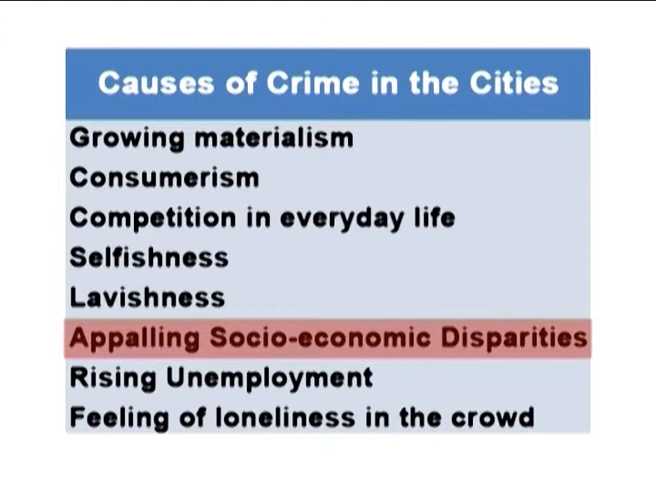 Causes of Crime in the Cities
Growing materialism
Consumerism
Competition in everyday life
Selfishness
Lavishness
Appalling Socio-economic Disparities
Rising Unemployment
Feeling of loneliness in the crowd